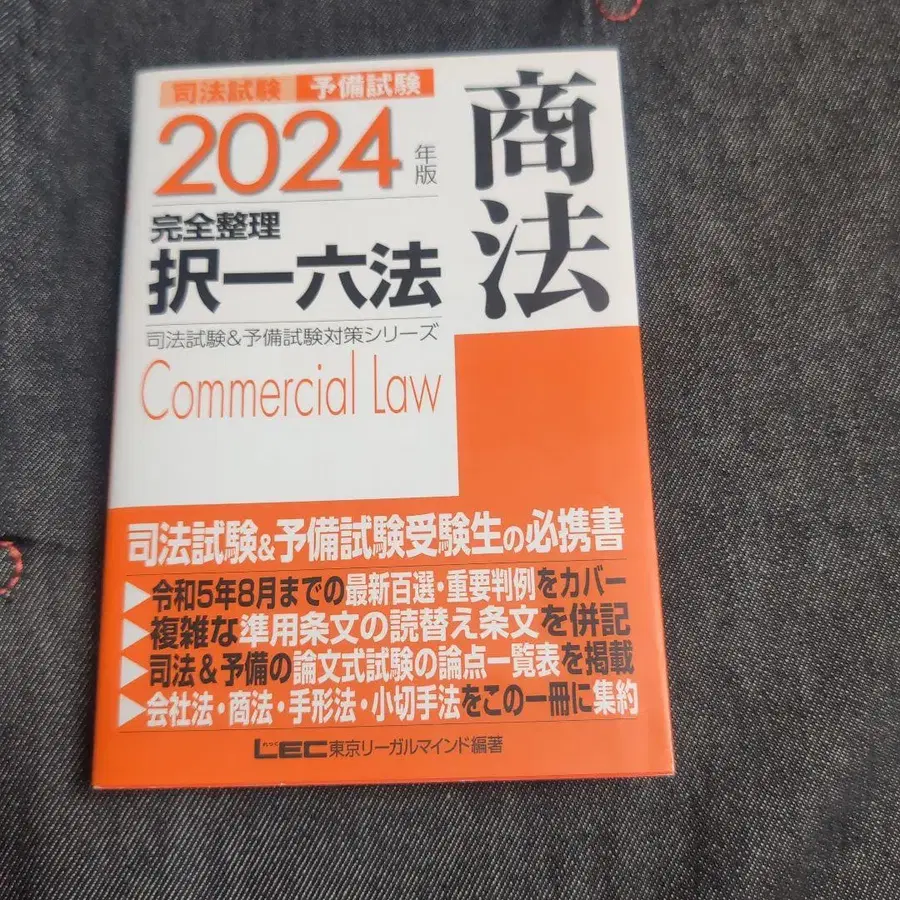 司法試験 予備試験
2024年版
商法
完全整理
択一六法
司法試験&予備試験対策シリーズ
Commercial Law
司法試験&予備試験受験生の必携書
▶令和5年8月までの最新百選・重要判例をカバー
▶複雑な準用条文の読替え条文を併記
▶司法&予備の論文式試験の論点一覧表を掲載
▶会社法・商法・手形法・小切手法をこの一冊に集約
LEC東京リーガルマインド編著